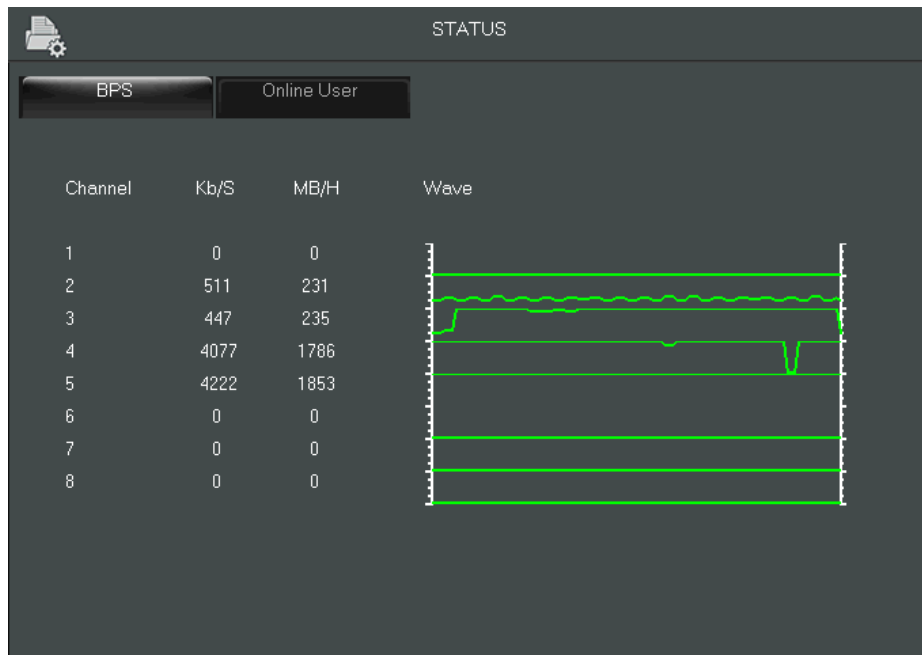 STATUS
BPS Online User
Channel Kb/S MB/H Wave
1 0 0
2 511 231
3 447 235
4 4077 1786
5 4222 1853
6 0 0
7 0 0
8 0 0